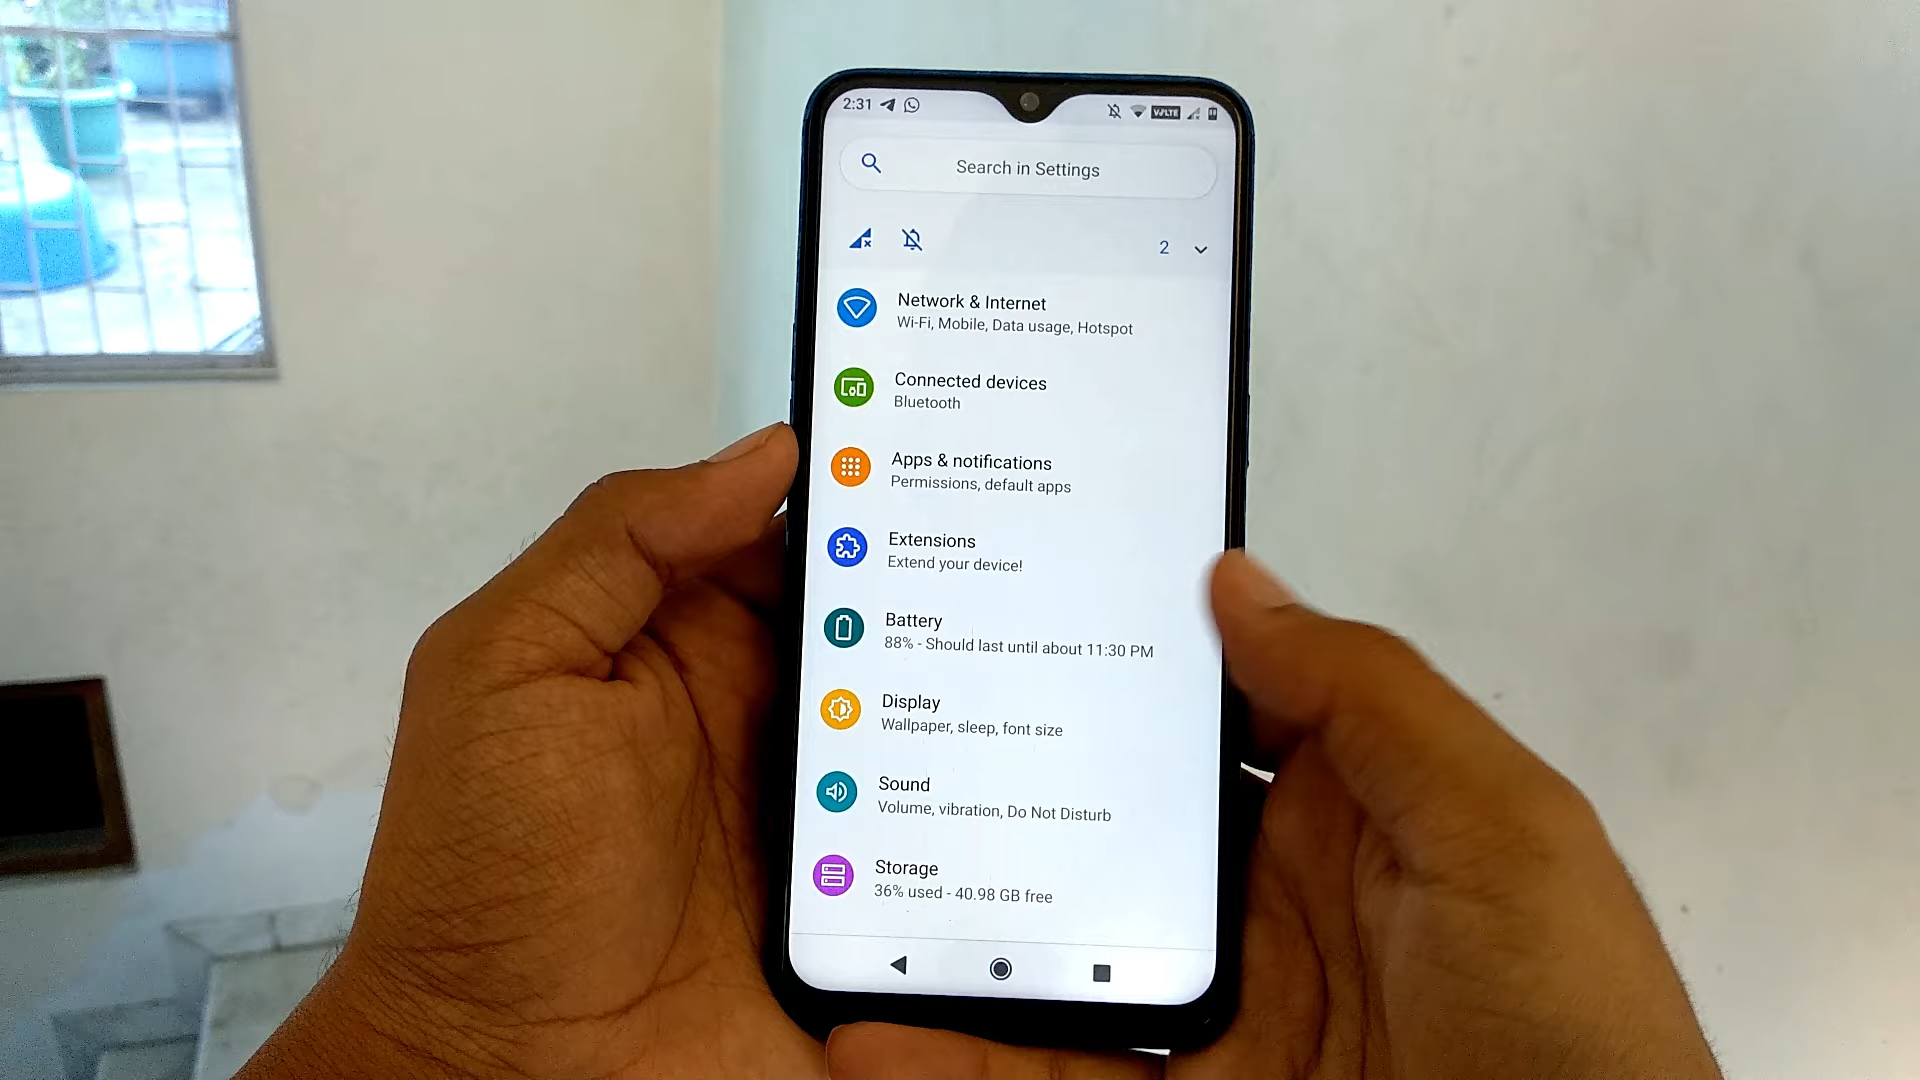 2:31
VoLTE
Search in Settings
2
Network & Internet
Wi-Fi, Mobile, Data usage, Hotspot
Connected devices
Bluetooth
Apps & notifications
Permissions, default apps
Extensions
Extend your device!
Battery
88% - Should last until about 11:30 PM
Display
Wallpaper, sleep, font size
Sound
Volume, vibration, Do Not Disturb
Storage
36% used - 40.98 GB free